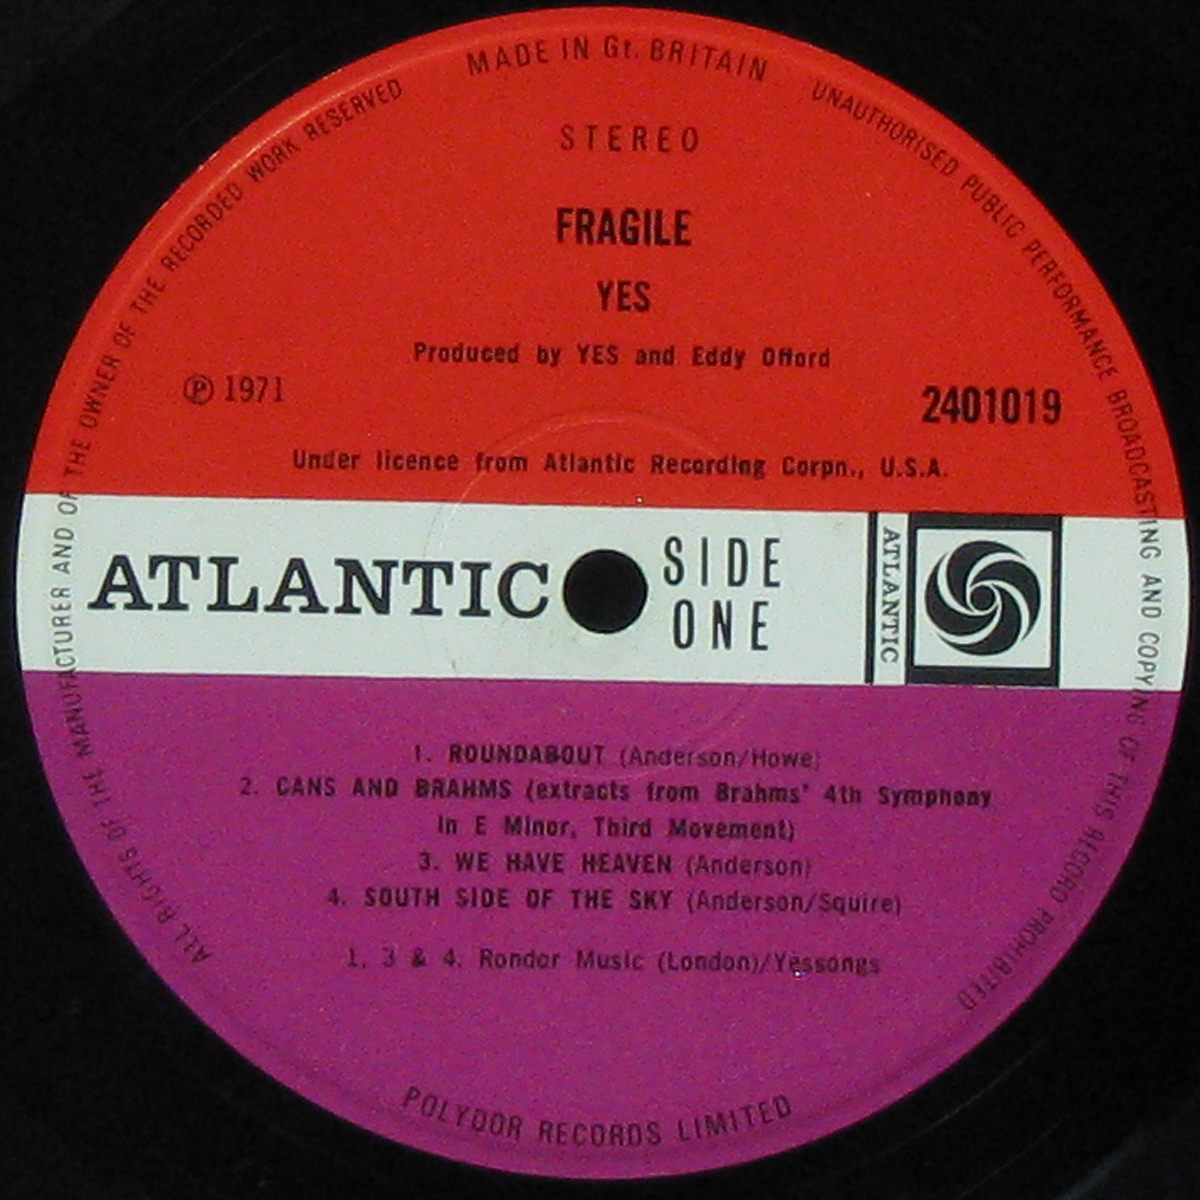 MADE IN Gt. BRITAIN
UNAUTHORISED PUBLIC PERFORMANCE BROADCASTING AND COPYING OF THIS RECORD PROHIBITED
ALL RIGHTS OF THE MANUFACTURER AND OF THE OWNER OF THE RECORDED WORK RESERVED
STEREO
FRAGILE
YES
Produced by YES and Eddy Offord
℗ 1971
2401019
Under licence from Atlantic Recording Corpn., U.S.A.
ATLANTIC
SIDE
ONE
ATLANTIC
1. ROUNDABOUT (Anderson/Howe)
2. CANS AND BRAHMS (extracts from Brahms' 4th Symphony
in E Minor, Third Movement)
3. WE HAVE HEAVEN (Anderson)
4. SOUTH SIDE OF THE SKY (Anderson/Squire)
1. 3 & 4. Rondor Music (London)/Yessongs
POLYDOR RECORDS LIMITED